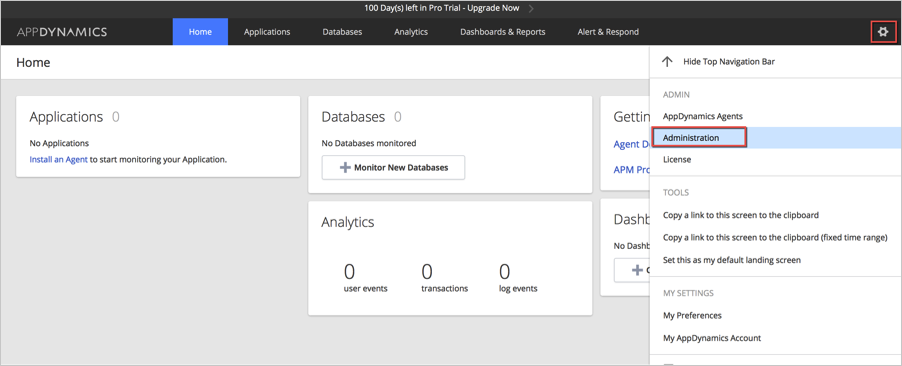 100 Day(s) left in Pro Trial - Upgrade Now
APPDYNAMICS
Home
Applications
Databases
Analytics
Dashboards & Reports
Alert & Respond
Home
Hide Top Navigation Bar
ADMIN
AppDynamics Agents
Administration
License
TOOLS
Copy a link to this screen to the clipboard
Copy a link to this screen to the clipboard (fixed time range)
Set this as my default landing screen
MY SETTINGS
My Preferences
My AppDynamics Account
Applications 0
No Applications
Install an Agent to start monitoring your Application.
Databases 0
No Databases monitored
Monitor New Databases
Analytics
0
user events
0
transactions
0
log events
Gettin
Agent D
APM Pro
Dashb
No Dashb